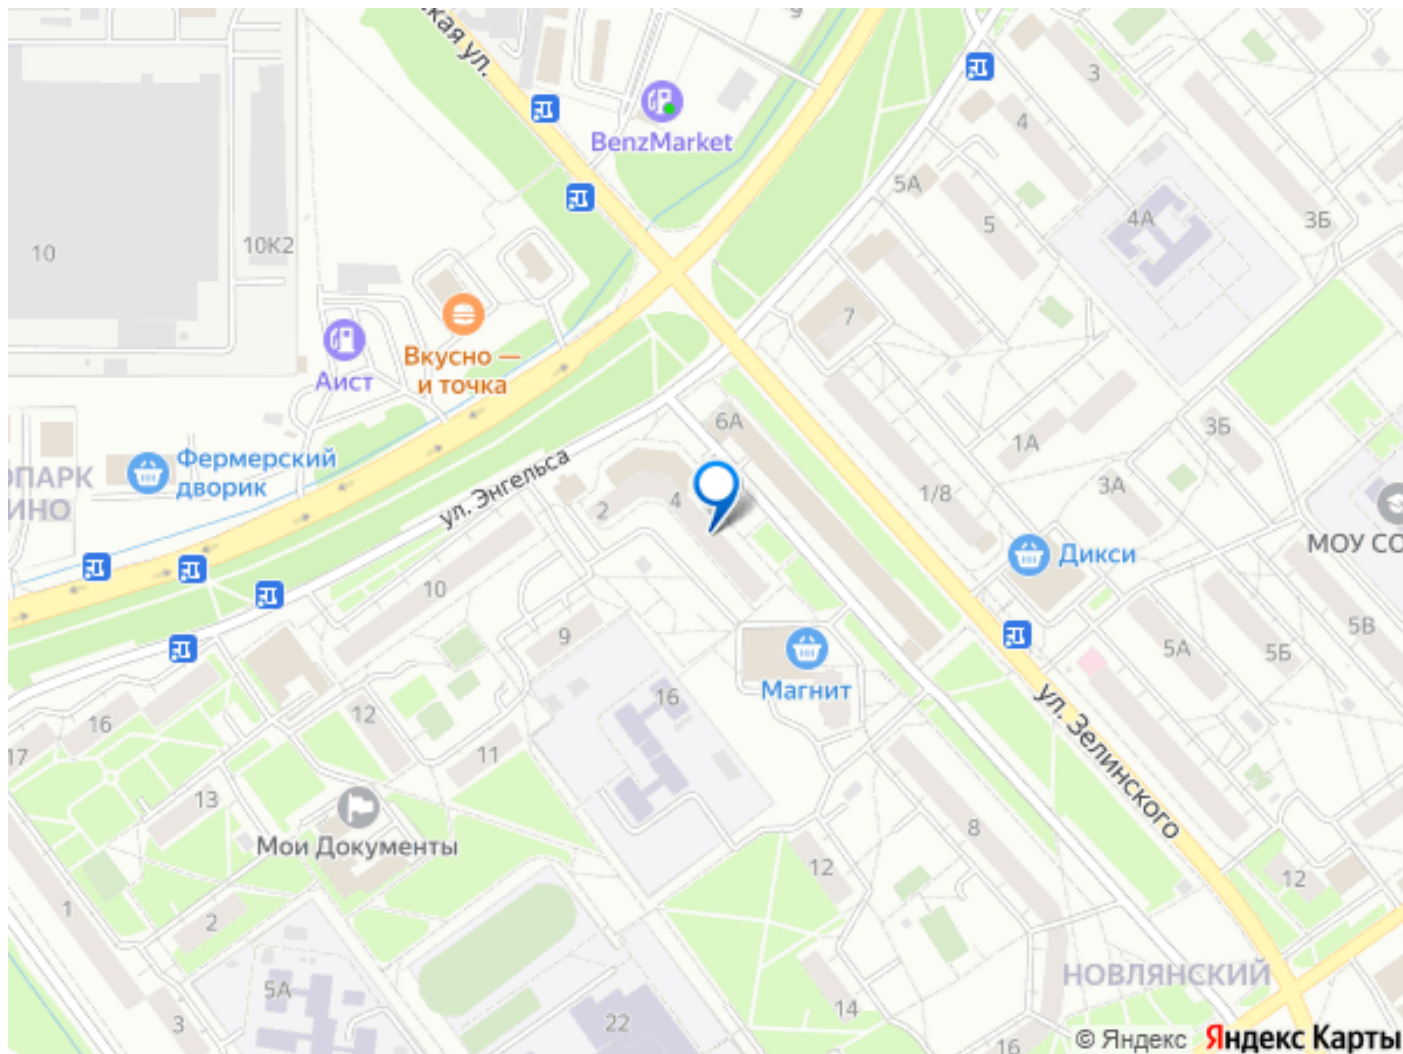 9
кая ул.
3
BenzMarket
4
5А
4А
3Б
5
10К2
10
7
Вкусно —
и точка
Аист
6А
3Б
1А
ОПАРК
ИНО
Фермерский
дворик
ул. Энгельса
2
4
1/8
3А
МОУ СО
Дикси
10
9
5В
5А
5Б
16
Магнит
ул. Зелинского
16
12
17
11
13
Мои Документы
8
12
12
1
2
НОВЛЯНСКИЙ
5А
14
3
22
16
© Яндекс Яндекс Карты